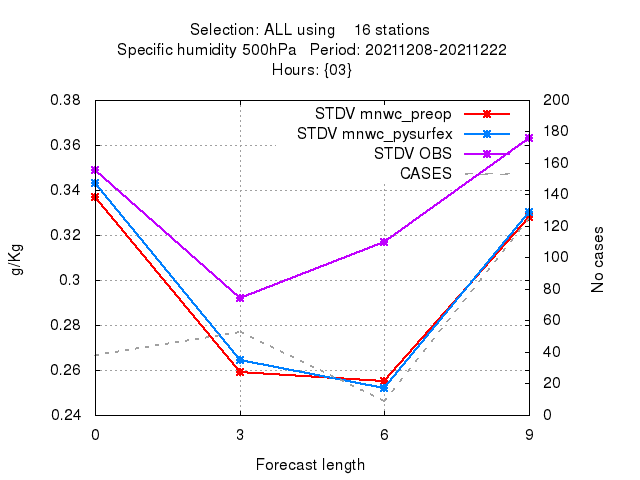 Selection: ALL using    16 stations
Specific humidity 500hPa   Period: 20211208-20211222
Hours: {03}
STDV mnwc_preop
STDV mnwc_pysurfex
STDV OBS
CASES
0.38
0.36
0.34
0.32
0.3
0.28
0.26
0.24
200
180
160
140
120
100
80
60
40
20
0
g/Kg
No cases
0 3 6 9
Forecast length